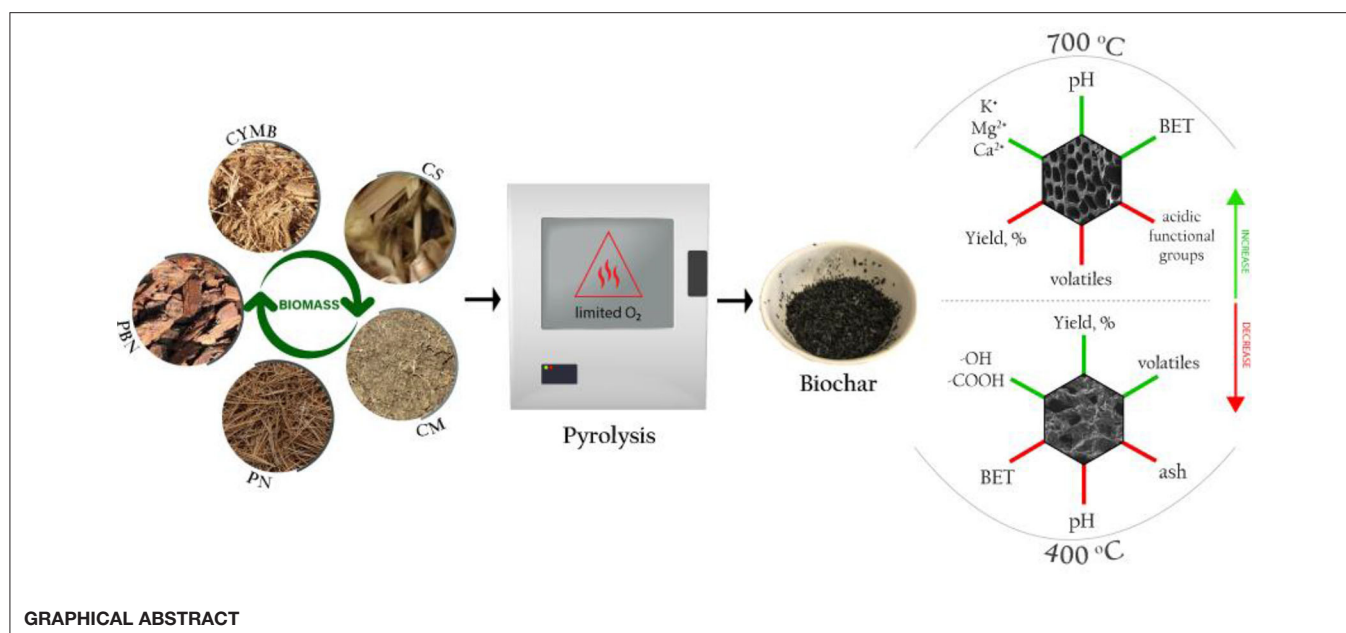 CYMB
CS
PBN
BIOMASS
CM
PN
limited O₂
Pyrolysis
Biochar
700 °C
pH
K⁺
Mg²⁺
Ca²⁺
BET
Yield, %
acidic
functional
groups
volatiles
INCREASE
DECREASE
Yield, %
-OH
-COOH
volatiles
BET
ash
pH
400 °C
GRAPHICAL ABSTRACT